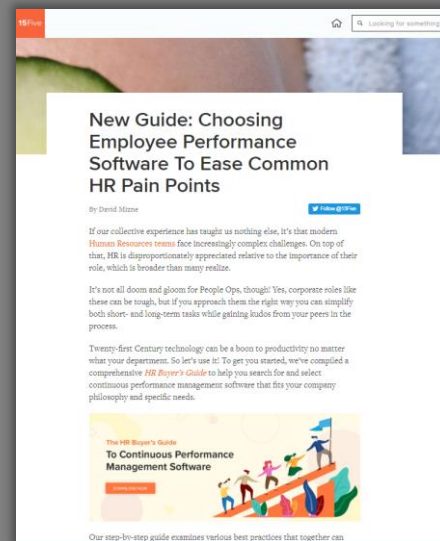 15Five
Looking for something
New Guide: Choosing
Employee Performance
Software To Ease Common
HR Pain Points
By David Mizne
Follow @15Five
If our collective experience has taught us nothing else, it's that modern
Human Resources teams face increasingly complex challenges. On top of
that, HR is disproportionately appreciated relative to the importance of their
role, which is broader than many realize.
It's not all doom and gloom for People Ops, though! Yes, corporate roles like
these can be tough, but if you approach them the right way you can simplify
both short- and long-term tasks while gaining kudos from your peers in the
process.
Twenty-first Century technology can be a boon to productivity no matter
what your department. So let's use it! To get you started, we've compiled a
comprehensive HR Buyer's Guide to help you search for and select
continuous performance management software that fits your company
philosophy and specific needs.
The HR Buyer's Guide
To Continuous Performance
Management Software
DOWNLOAD NOW
Our step-by-step guide examines various best practices that together can